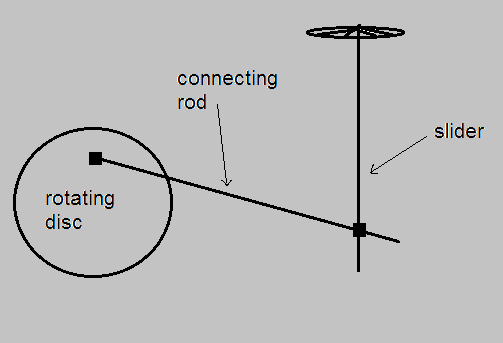 connecting
rod
slider
rotating
disc